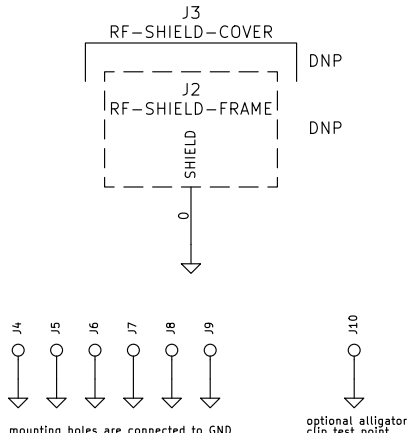 J3
RF-SHIELD-COVER
DNP
J2
RF-SHIELD-FRAME
DNP
SHIELD
0
J4
J5
J6
J7
J8
J9
J10
mounting holes are connected to GND
optional alligator
clip test point